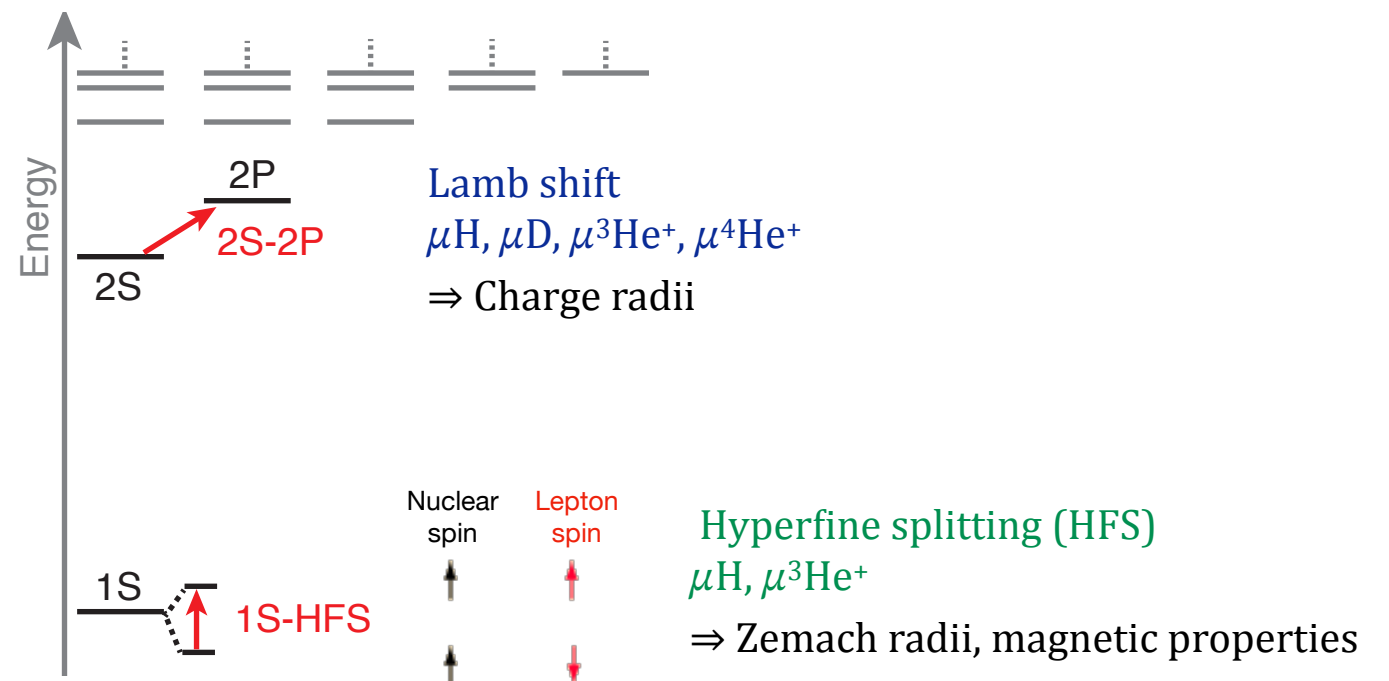 Energy
2P
2S-2P
2S
Lamb shift
μH, μD, μ³He⁺, μ⁴He⁺
⇒ Charge radii
Nuclear
spin
Lepton
spin
1S
1S-HFS
Hyperfine splitting (HFS)
μH, μ³He⁺
⇒ Zemach radii, magnetic properties